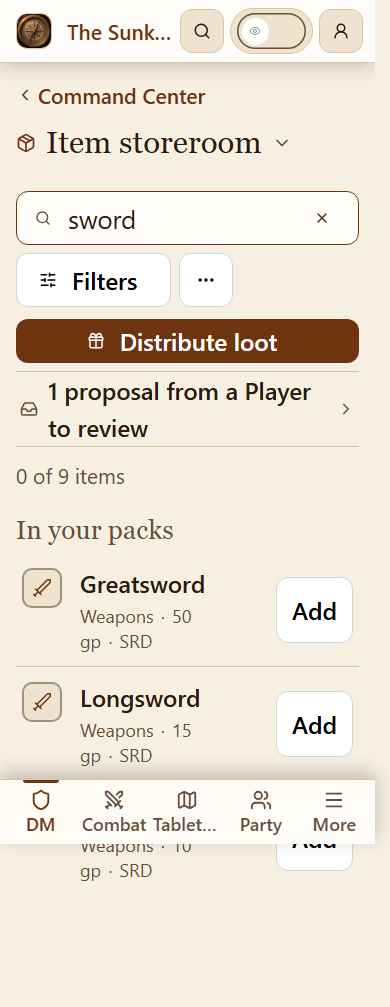 The Sunk...
Command Center
Item storeroom
sword
Filters
Distribute loot
1 proposal from a Player
to review
0 of 9 items
In your packs
Greatsword
Weapons · 50
gp · SRD
Add
Longsword
Weapons · 15
gp · SRD
Add
DM
Combat
Tablet...
Party
More
Weapons · 10
gp · SRD
Add